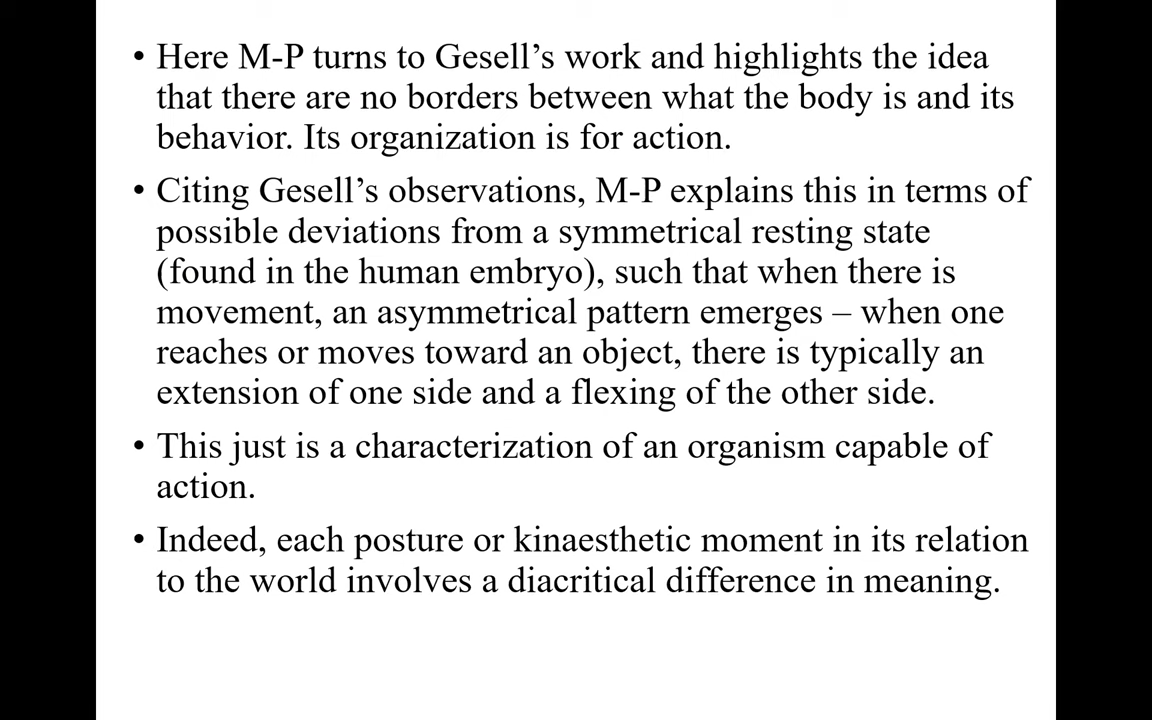 • Here M-P turns to Gesell’s work and highlights the idea
that there are no borders between what the body is and its
behavior. Its organization is for action.
• Citing Gesell’s observations, M-P explains this in terms of
possible deviations from a symmetrical resting state
(found in the human embryo), such that when there is
movement, an asymmetrical pattern emerges – when one
reaches or moves toward an object, there is typically an
extension of one side and a flexing of the other side.
• This just is a characterization of an organism capable of
action.
• Indeed, each posture or kinaesthetic moment in its relation
to the world involves a diacritical difference in meaning.